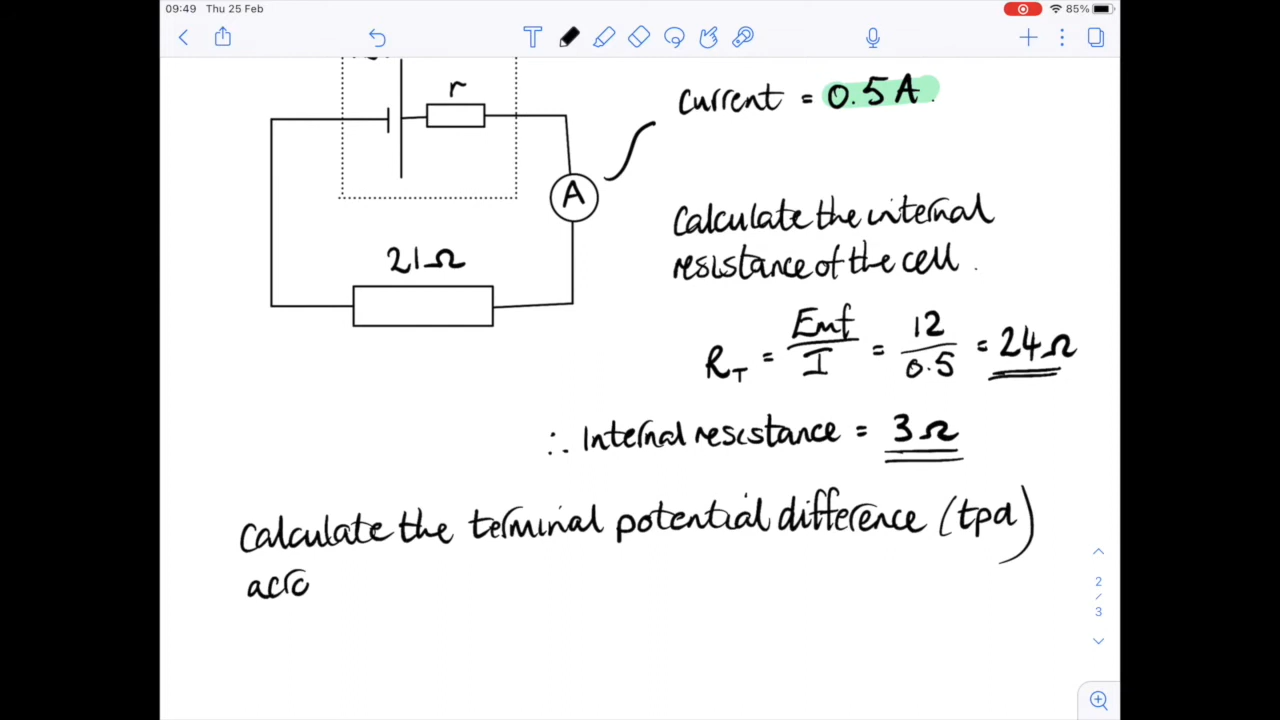 09:49 Thu 25 Feb
85%
T
r
Current = 0.5 A.
A
Calculate the internal
resistance of the cell.
21Ω
R_T = Emf/I = 12/0.5 = 24Ω
∴ Internal resistance = 3Ω
Calculate the terminal potential difference (tpd)
acro
2
/
3